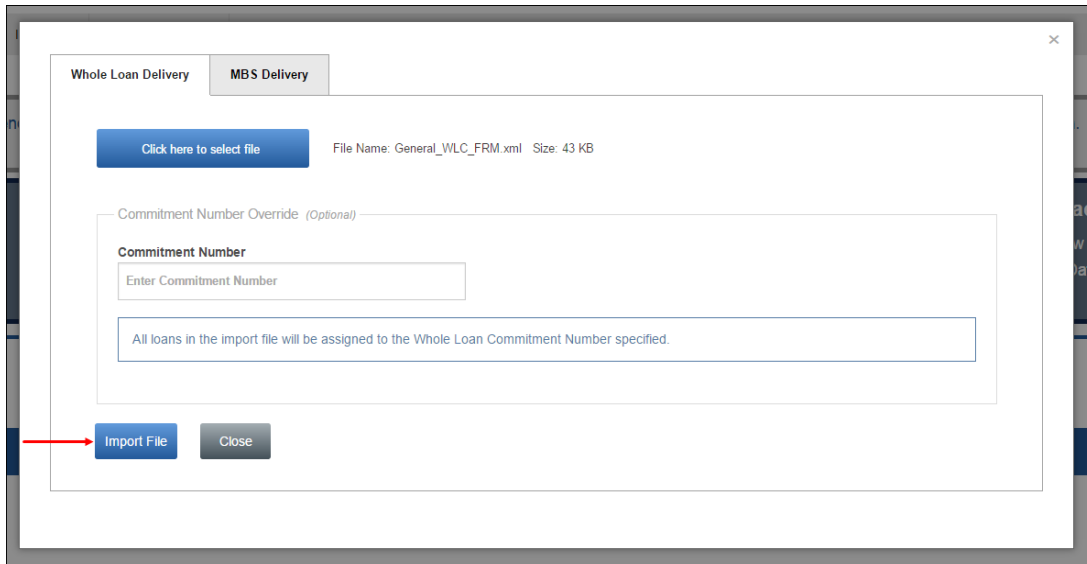 ×
Whole Loan Delivery MBS Delivery
Click here to select file File Name: General_WLC_FRM.xml Size: 43 KB
Commitment Number Override (Optional)
Commitment Number
Enter Commitment Number
All loans in the import file will be assigned to the Whole Loan Commitment Number specified.
Import File Close